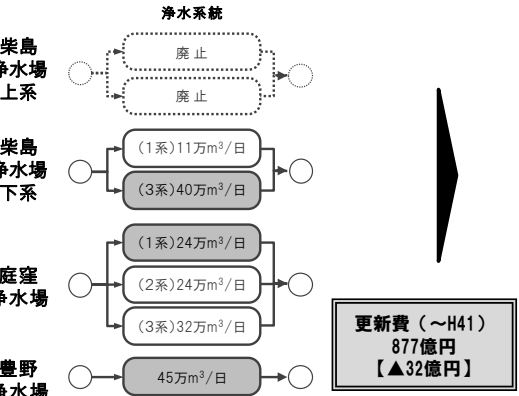 浄水系統
柴島
浄水場
上系
廃止
廃止
柴島
浄水場
下系
(1系)11万m³/日
(3系)40万m³/日
庭窪
浄水場
(1系)24万m³/日
(2系)24万m³/日
(3系)32万m³/日
豊野
浄水場
45万m³/日
更新費（～H41）
877億円
【▲32億円】